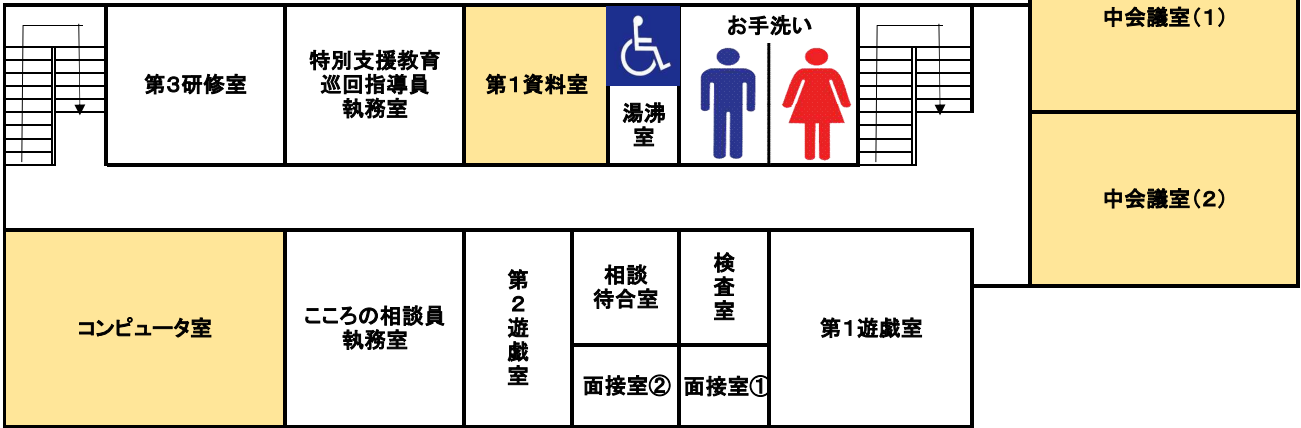 中会議室（１）
お手洗い
第３研修室
特別支援教育
巡回指導員
執務室
第１資料室
湯沸
室
中会議室（２）
コンピュータ室
こころの相談員
執務室
第２遊戯室
相談
待合室
検査室
第１遊戯室
面接室②
面接室①